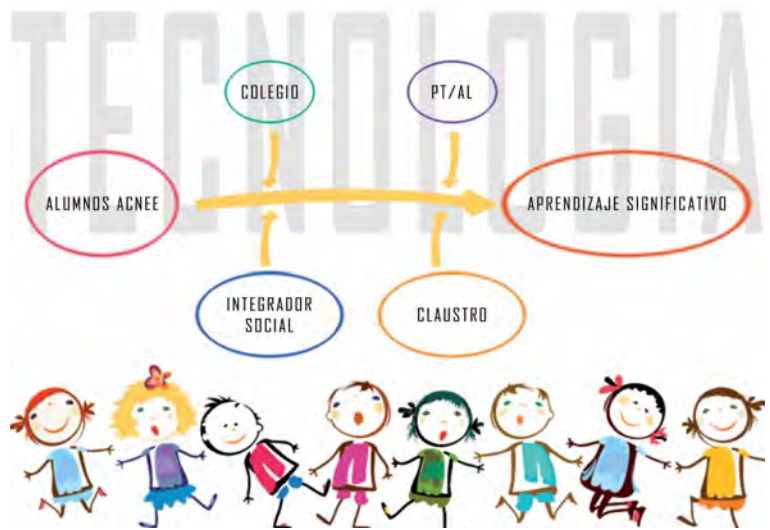 TECNOLOGIA
COLEGIO
PT/AL
ALUMNOS ACNEE
APRENDIZAJE SIGNIFICATIVO
INTEGRADOR
SOCIAL
CLAUSTRO